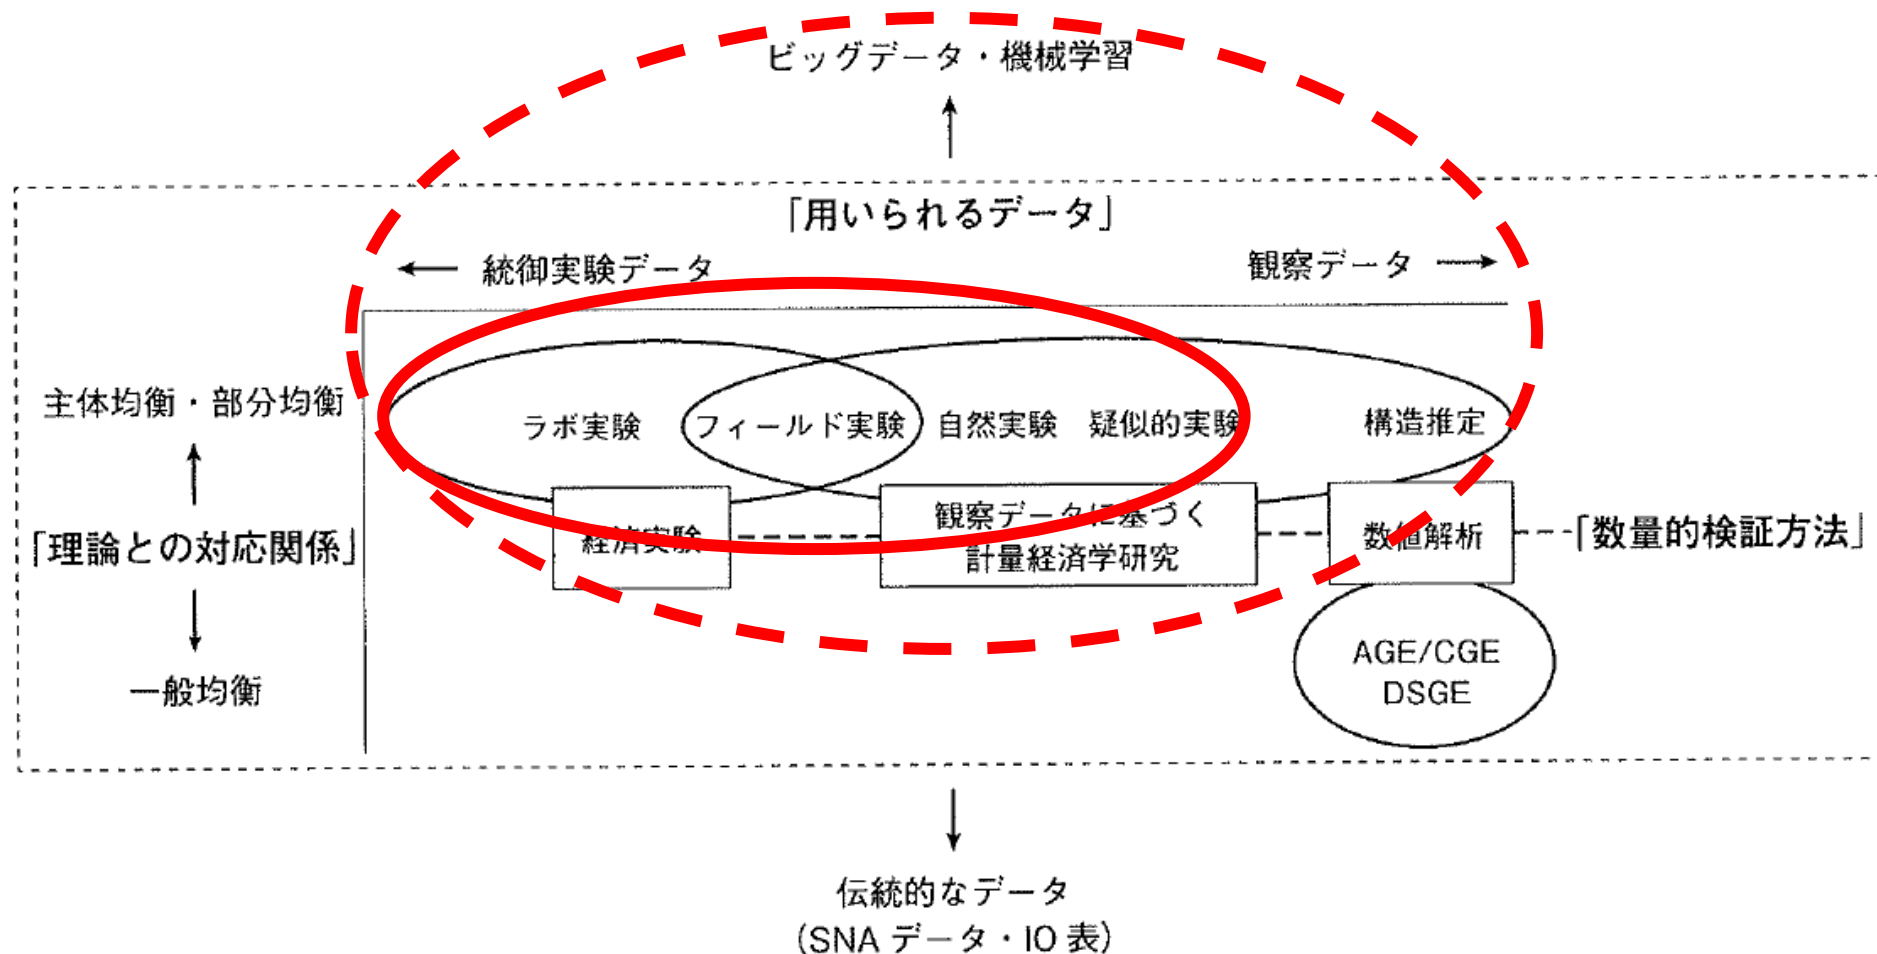 ビッグデータ・機械学習
「用いられるデータ」
統御実験データ
観察データ
主体均衡・部分均衡
ラボ実験
フィールド実験
自然実験
疑似的実験
構造推定
「理論との対応関係」
経済実験
観察データに基づく
計量経済学研究
数値解析
「数量的検証方法」
一般均衡
AGE/CGE
DSGE
伝統的なデータ
(SNA データ・IO 表)